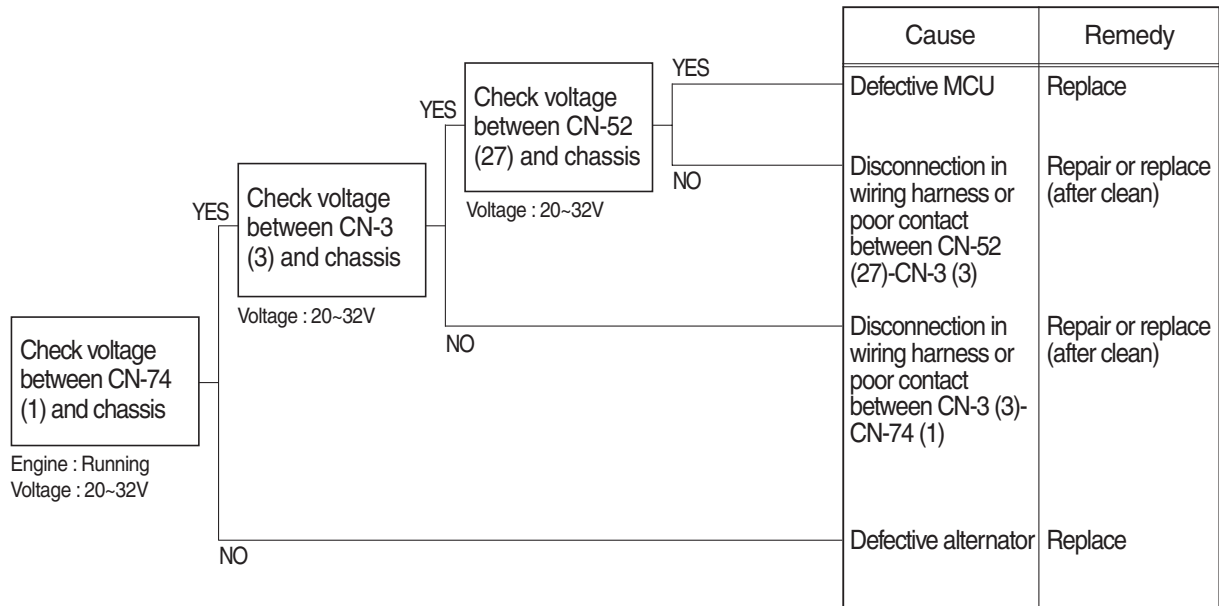 Cause
Remedy
YES
Defective MCU
Replace
YES
Check voltage
between CN-52
(27) and chassis
NO
Disconnection in
wiring harness or
poor contact
between CN-52
(27)-CN-3 (3)
Repair or replace
(after clean)
Voltage : 20~32V
YES
Check voltage
between CN-3
(3) and chassis
Voltage : 20~32V
NO
Disconnection in
wiring harness or
poor contact
between CN-3 (3)-
CN-74 (1)
Repair or replace
(after clean)
Check voltage
between CN-74
(1) and chassis
Engine : Running
Voltage : 20~32V
NO
Defective alternator
Replace